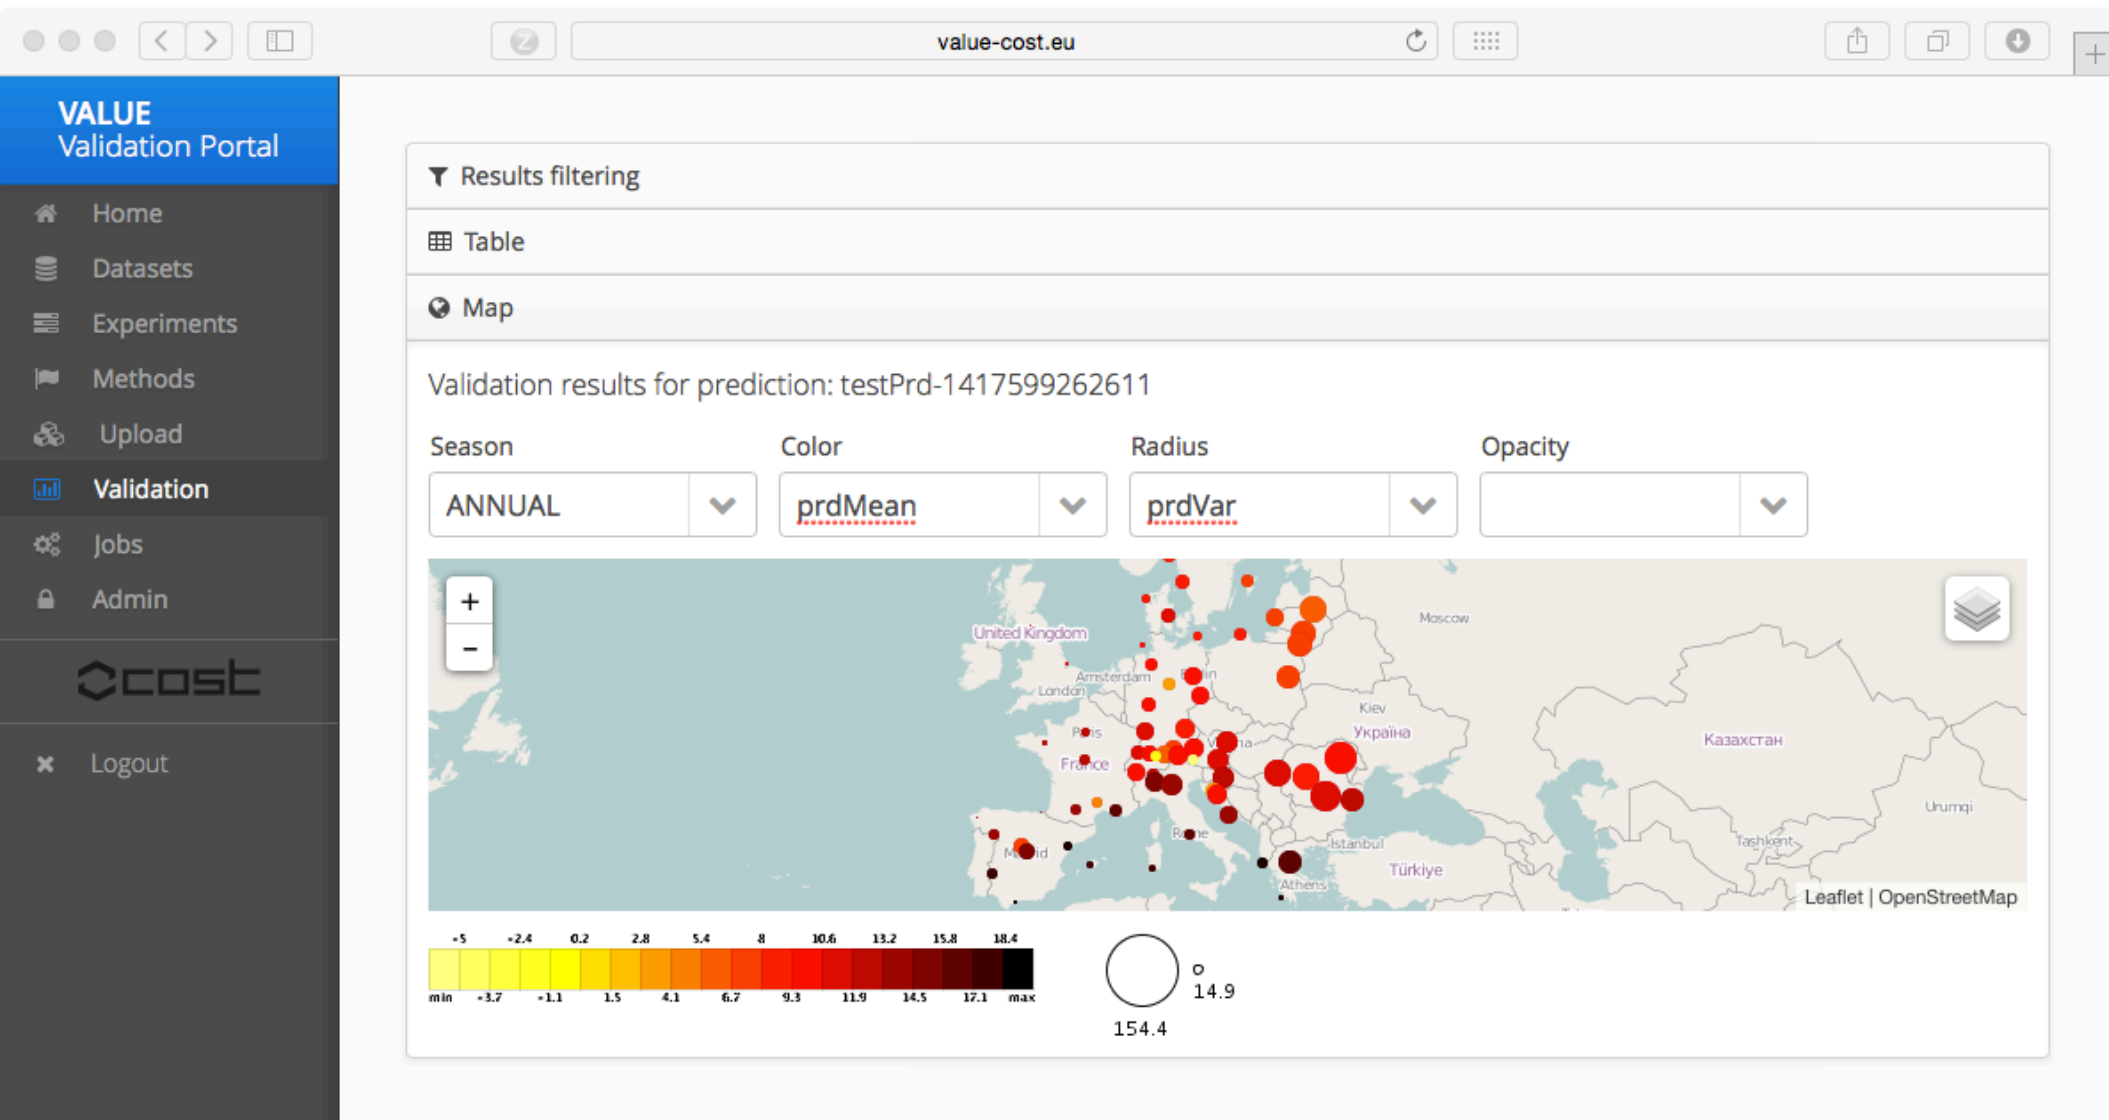 value-cost.eu
VALUE
Validation Portal
Home
Datasets
Experiments
Methods
Upload
Validation
Jobs
Admin
cost
Logout
Results filtering
Table
Map
Validation results for prediction: testPrd-1417599262611
Season Color Radius Opacity
ANNUAL prdMean prdVar
+
-
Moscow
United Kingdom
Amsterdam
London
Kiev
Україна
Казахстан
Paris
France
Urumqi
Tashkent
Rome
Istanbul
Madrid
Türkiye
Athens
Leaflet | OpenStreetMap
-5 -2.4 0.2 2.8 5.4 8 10.6 13.2 15.8 18.4
min -3.7 -1.1 1.5 4.1 6.7 9.3 11.9 14.5 17.1 max
14.9
154.4